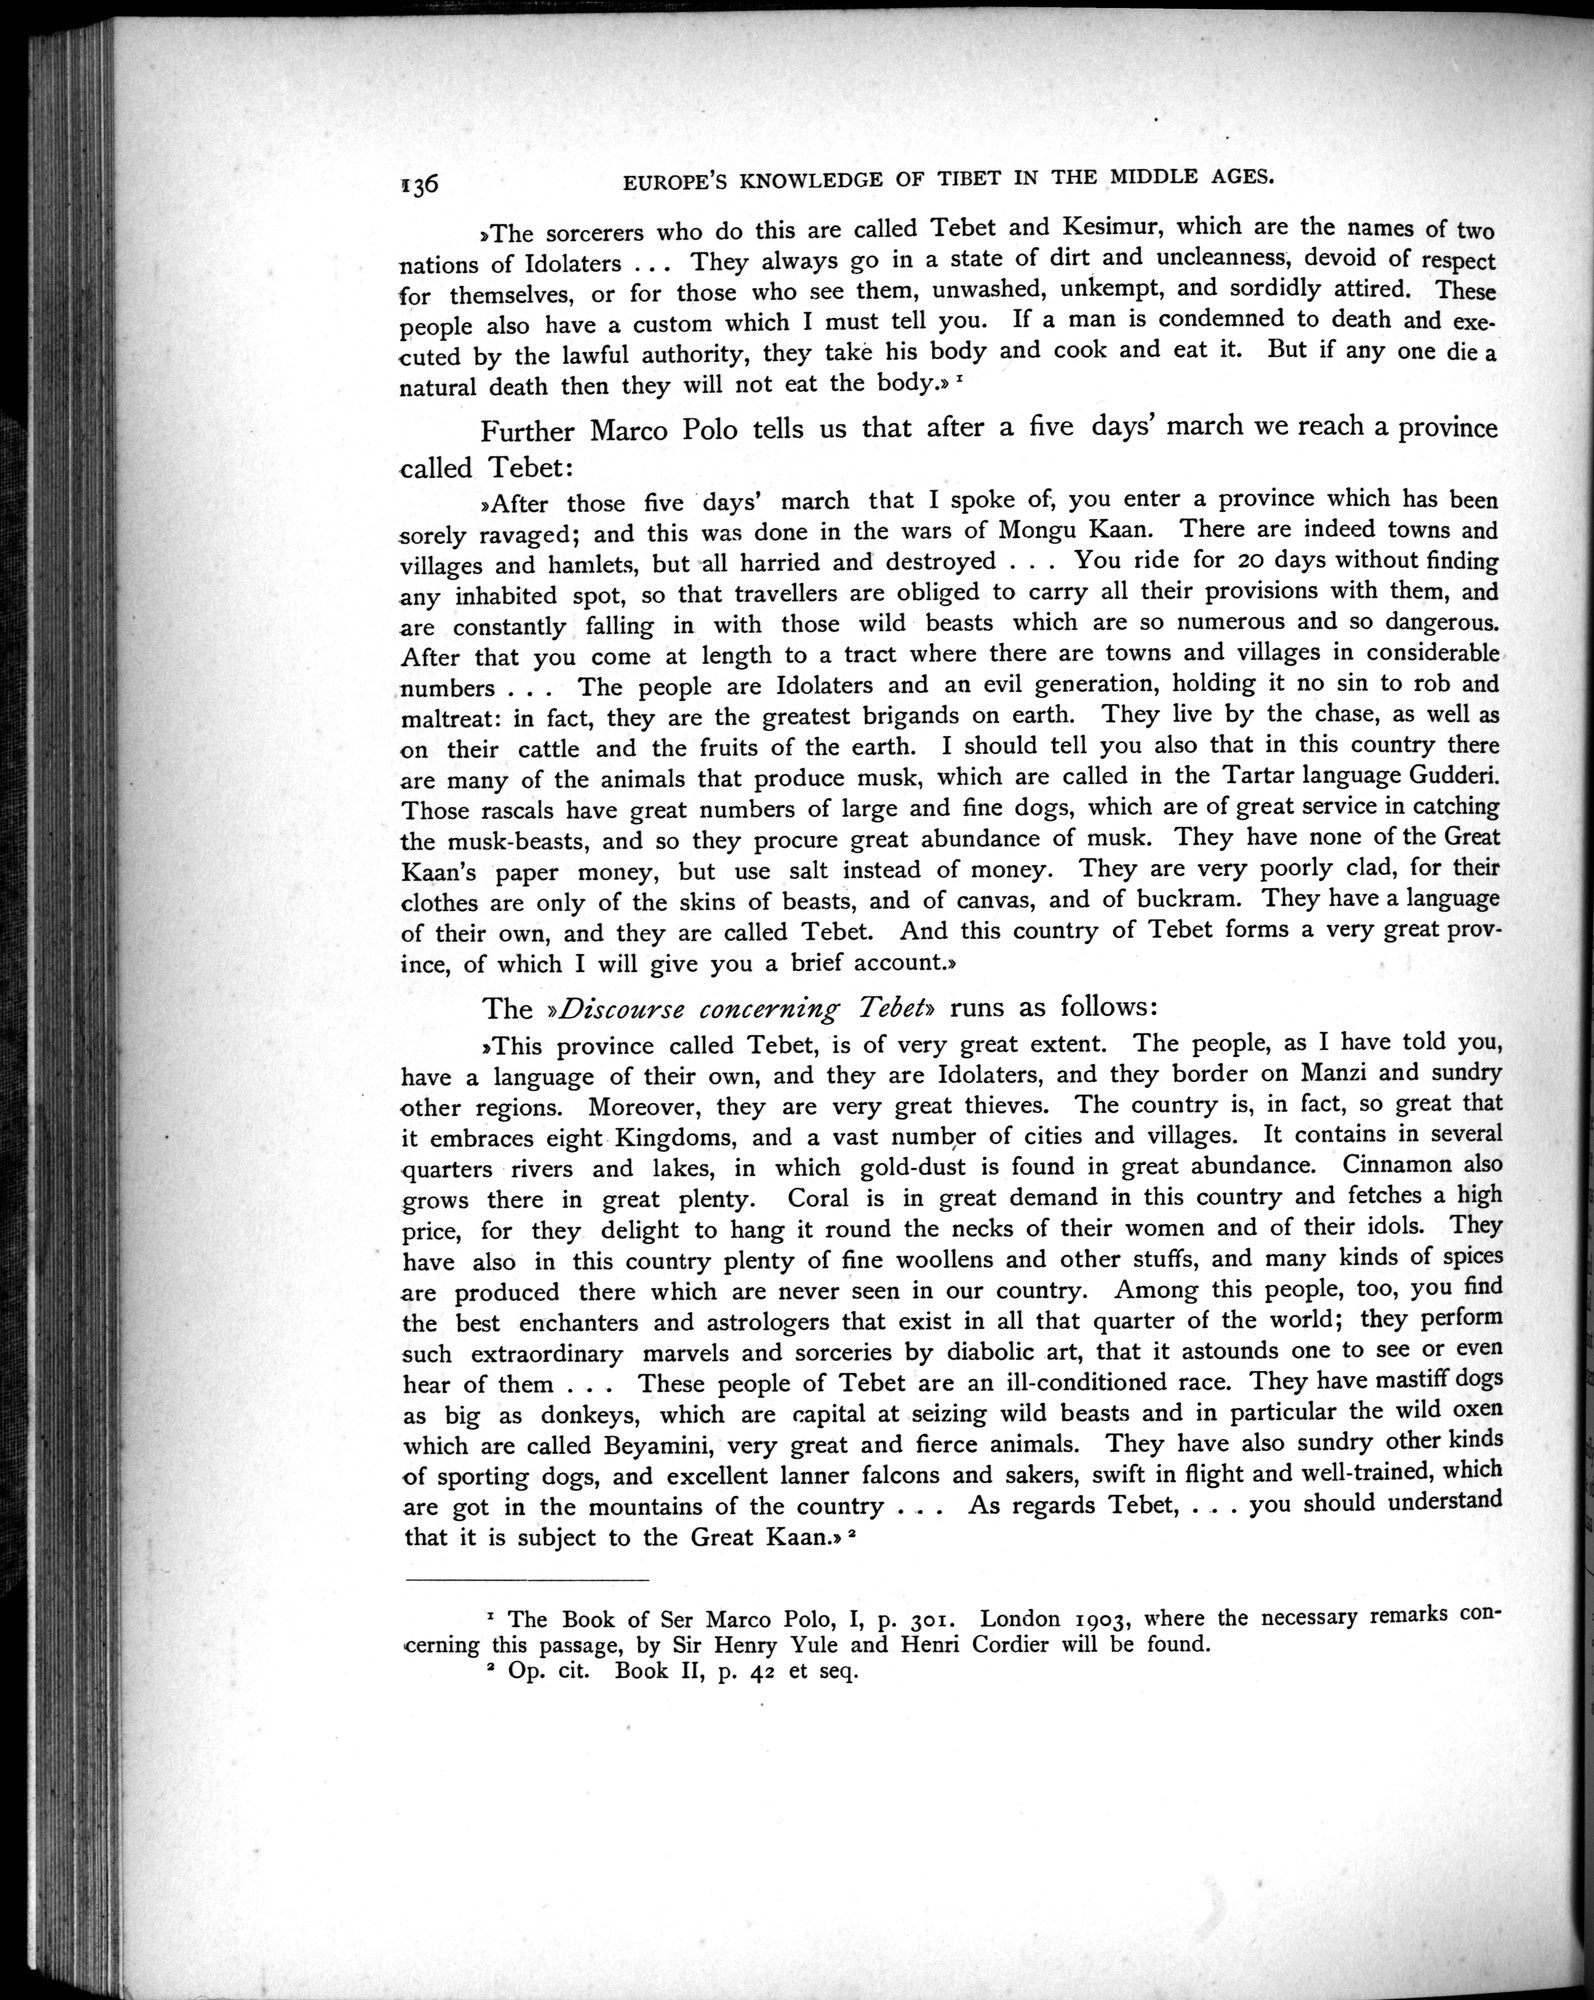 136 EUROPE'S KNOWLEDGE OF TIBET IN THE MIDDLE AGES.
»The sorcerers who do this are called Tebet and Kesimur, which are the names of two
nations of Idolaters . . . They always go in a state of dirt and uncleanness, devoid of respect
for themselves, or for those who see them, unwashed, unkempt, and sordidly attired. These
people also have a custom which I must tell you. If a man is condemned to death and exe-
cuted by the lawful authority, they take his body and cook and eat it. But if any one die a
natural death then they will not eat the body.» ¹
Further Marco Polo tells us that after a five days' march we reach a province
called Tebet:
»After those five days' march that I spoke of, you enter a province which has been
sorely ravaged; and this was done in the wars of Mongu Kaan. There are indeed towns and
villages and hamlets, but all harried and destroyed . . . You ride for 20 days without finding
any inhabited spot, so that travellers are obliged to carry all their provisions with them, and
are constantly falling in with those wild beasts which are so numerous and so dangerous.
After that you come at length to a tract where there are towns and villages in considerable
numbers . . . The people are Idolaters and an evil generation, holding it no sin to rob and
maltreat: in fact, they are the greatest brigands on earth. They live by the chase, as well as
on their cattle and the fruits of the earth. I should tell you also that in this country there
are many of the animals that produce musk, which are called in the Tartar language Gudderi.
Those rascals have great numbers of large and fine dogs, which are of great service in catching
the musk-beasts, and so they procure great abundance of musk. They have none of the Great
Kaan's paper money, but use salt instead of money. They are very poorly clad, for their
clothes are only of the skins of beasts, and of canvas, and of buckram. They have a language
of their own, and they are called Tebet. And this country of Tebet forms a very great prov-
ince, of which I will give you a brief account.»
The »Discourse concerning Tebet» runs as follows:
»This province called Tebet, is of very great extent. The people, as I have told you,
have a language of their own, and they are Idolaters, and they border on Manzi and sundry
other regions. Moreover, they are very great thieves. The country is, in fact, so great that
it embraces eight Kingdoms, and a vast number of cities and villages. It contains in several
quarters rivers and lakes, in which gold-dust is found in great abundance. Cinnamon also
grows there in great plenty. Coral is in great demand in this country and fetches a high
price, for they delight to hang it round the necks of their women and of their idols. They
have also in this country plenty of fine woollens and other stuffs, and many kinds of spices
are produced there which are never seen in our country. Among this people, too, you find
the best enchanters and astrologers that exist in all that quarter of the world; they perform
such extraordinary marvels and sorceries by diabolic art, that it astounds one to see or even
hear of them . . . These people of Tebet are an ill-conditioned race. They have mastiff dogs
as big as donkeys, which are capital at seizing wild beasts and in particular the wild oxen
which are called Beyamini, very great and fierce animals. They have also sundry other kinds
of sporting dogs, and excellent lanner falcons and sakers, swift in flight and well-trained, which
are got in the mountains of the country . . . As regards Tebet, . . . you should understand
that it is subject to the Great Kaan.» ²
¹ The Book of Ser Marco Polo, I, p. 301. London 1903, where the necessary remarks con-
cerning this passage, by Sir Henry Yule and Henri Cordier will be found.
² Op. cit. Book II, p. 42 et seq.